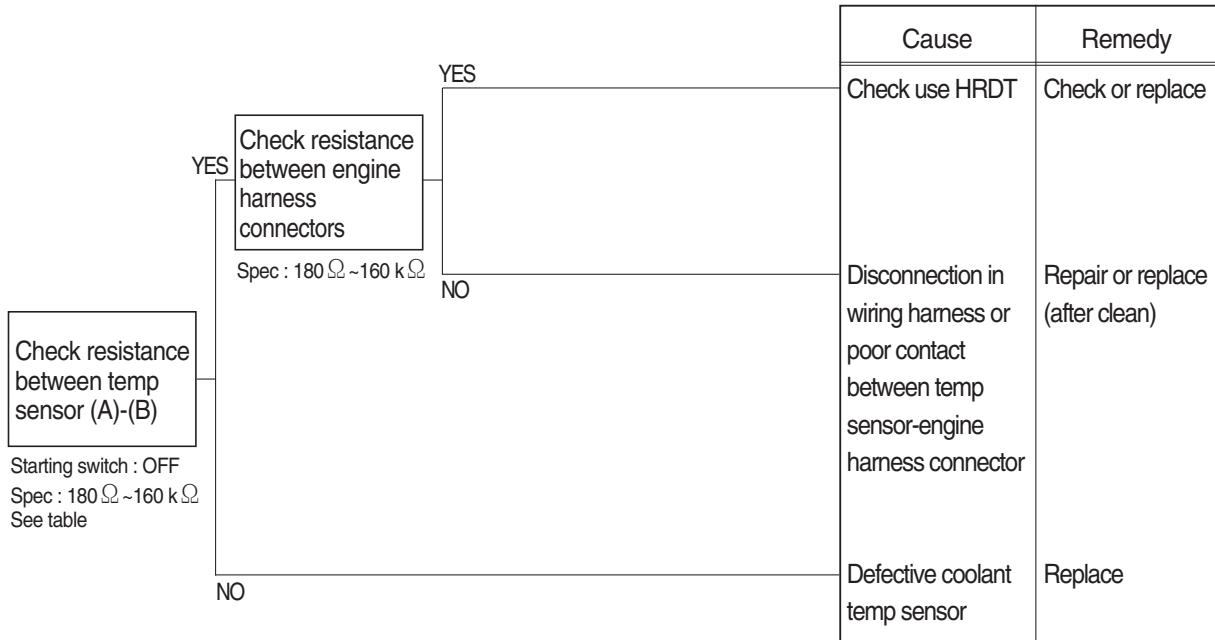 Cause
Remedy
YES
Check use HRDT
Check or replace
YES
Check resistance
between engine
harness
connectors
Spec : 180 Ω ~160 k Ω
NO
Disconnection in
wiring harness or
poor contact
between temp
sensor-engine
harness connector
Repair or replace
(after clean)
Check resistance
between temp
sensor (A)-(B)
Starting switch : OFF
Spec : 180 Ω ~160 k Ω
See table
NO
Defective coolant
temp sensor
Replace